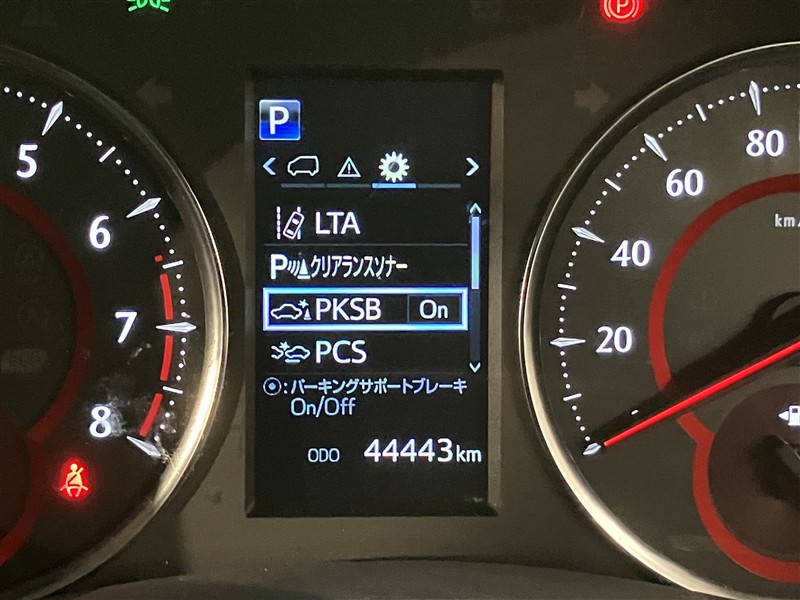 P
LTA
Pクリアランスソナー
PKSB On
PCS
:パーキングサポートブレーキ
On/Off
ODO 44443km
5
6
7
8
20
40
60
80
km/
P